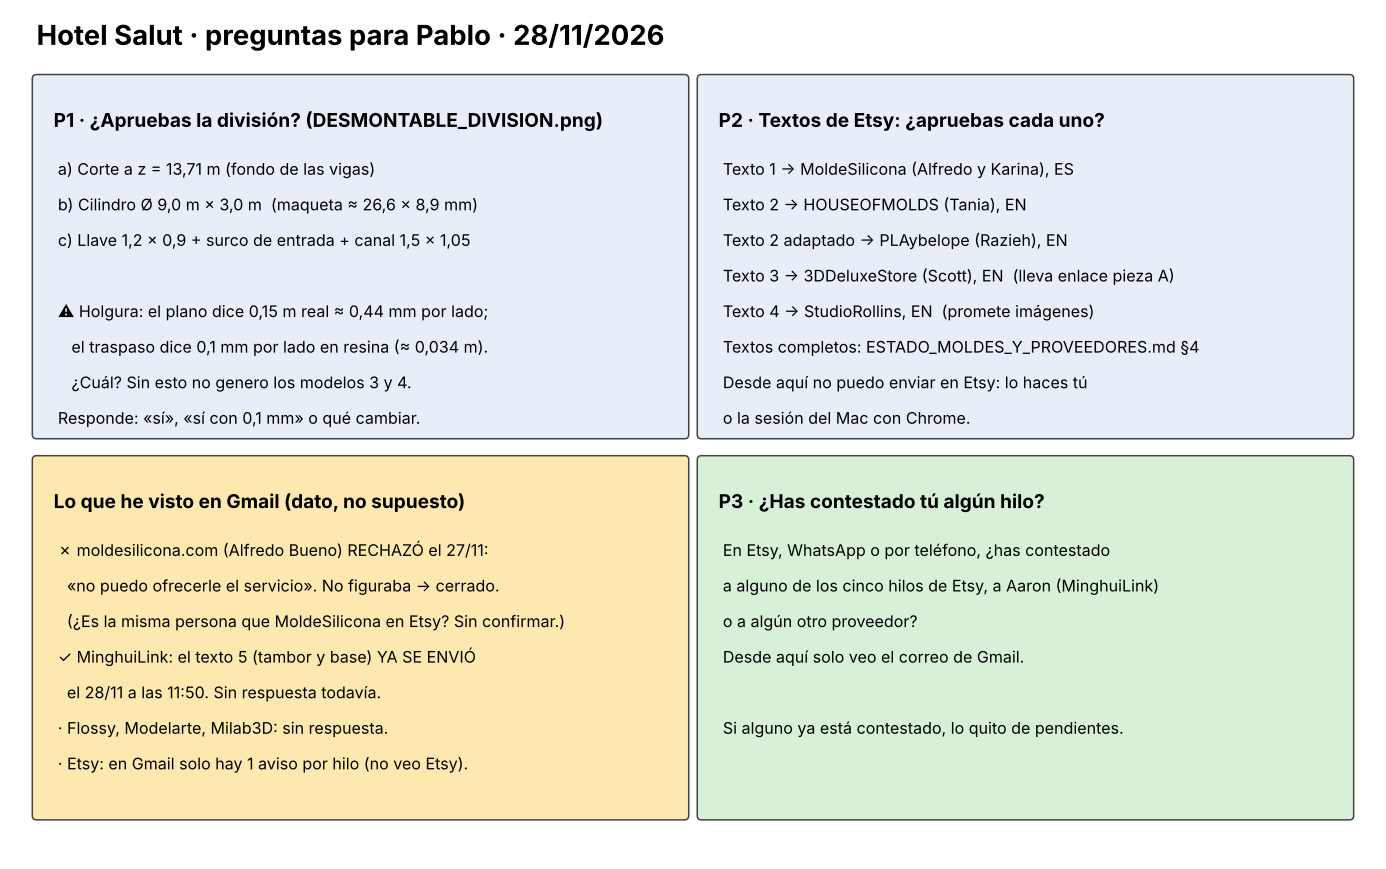 Hotel Salut · preguntas para Pablo · 28/11/2026
P1 · ¿Apruebas la división? (DESMONTABLE_DIVISION.png)
a) Corte a z = 13,71 m (fondo de las vigas)
b) Cilindro Ø 9,0 m × 3,0 m (maqueta ≈ 26,6 × 8,9 mm)
c) Llave 1,2 × 0,9 + surco de entrada + canal 1,5 × 1,05
⚠ Holgura: el plano dice 0,15 m real ≈ 0,44 mm por lado;
el traspaso dice 0,1 mm por lado en resina (≈ 0,034 m).
¿Cuál? Sin esto no genero los modelos 3 y 4.
Responde: «sí», «sí con 0,1 mm» o qué cambiar.
P2 · Textos de Etsy: ¿apruebas cada uno?
Texto 1 → MoldeSilicona (Alfredo y Karina), ES
Texto 2 → HOUSEOFMOLDS (Tania), EN
Texto 2 adaptado → PLAybelope (Razieh), EN
Texto 3 → 3DDeluxeStore (Scott), EN (lleva enlace pieza A)
Texto 4 → StudioRollins, EN (promete imágenes)
Textos completos: ESTADO_MOLDES_Y_PROVEEDORES.md §4
Desde aquí no puedo enviar en Etsy: lo haces tú
o la sesión del Mac con Chrome.
Lo que he visto en Gmail (dato, no supuesto)
× moldesilicona.com (Alfredo Bueno) RECHAZÓ el 27/11:
«no puedo ofrecerle el servicio». No figuraba → cerrado.
(¿Es la misma persona que MoldeSilicona en Etsy? Sin confirmar.)
✓ MinghuiLink: el texto 5 (tambor y base) YA SE ENVIÓ
el 28/11 a las 11:50. Sin respuesta todavía.
· Flossy, Modelarte, Milab3D: sin respuesta.
· Etsy: en Gmail solo hay 1 aviso por hilo (no veo Etsy).
P3 · ¿Has contestado tú algún hilo?
En Etsy, WhatsApp o por teléfono, ¿has contestado
a alguno de los cinco hilos de Etsy, a Aaron (MinghuiLink)
o a algún otro proveedor?
Desde aquí solo veo el correo de Gmail.
Si alguno ya está contestado, lo quito de pendientes.